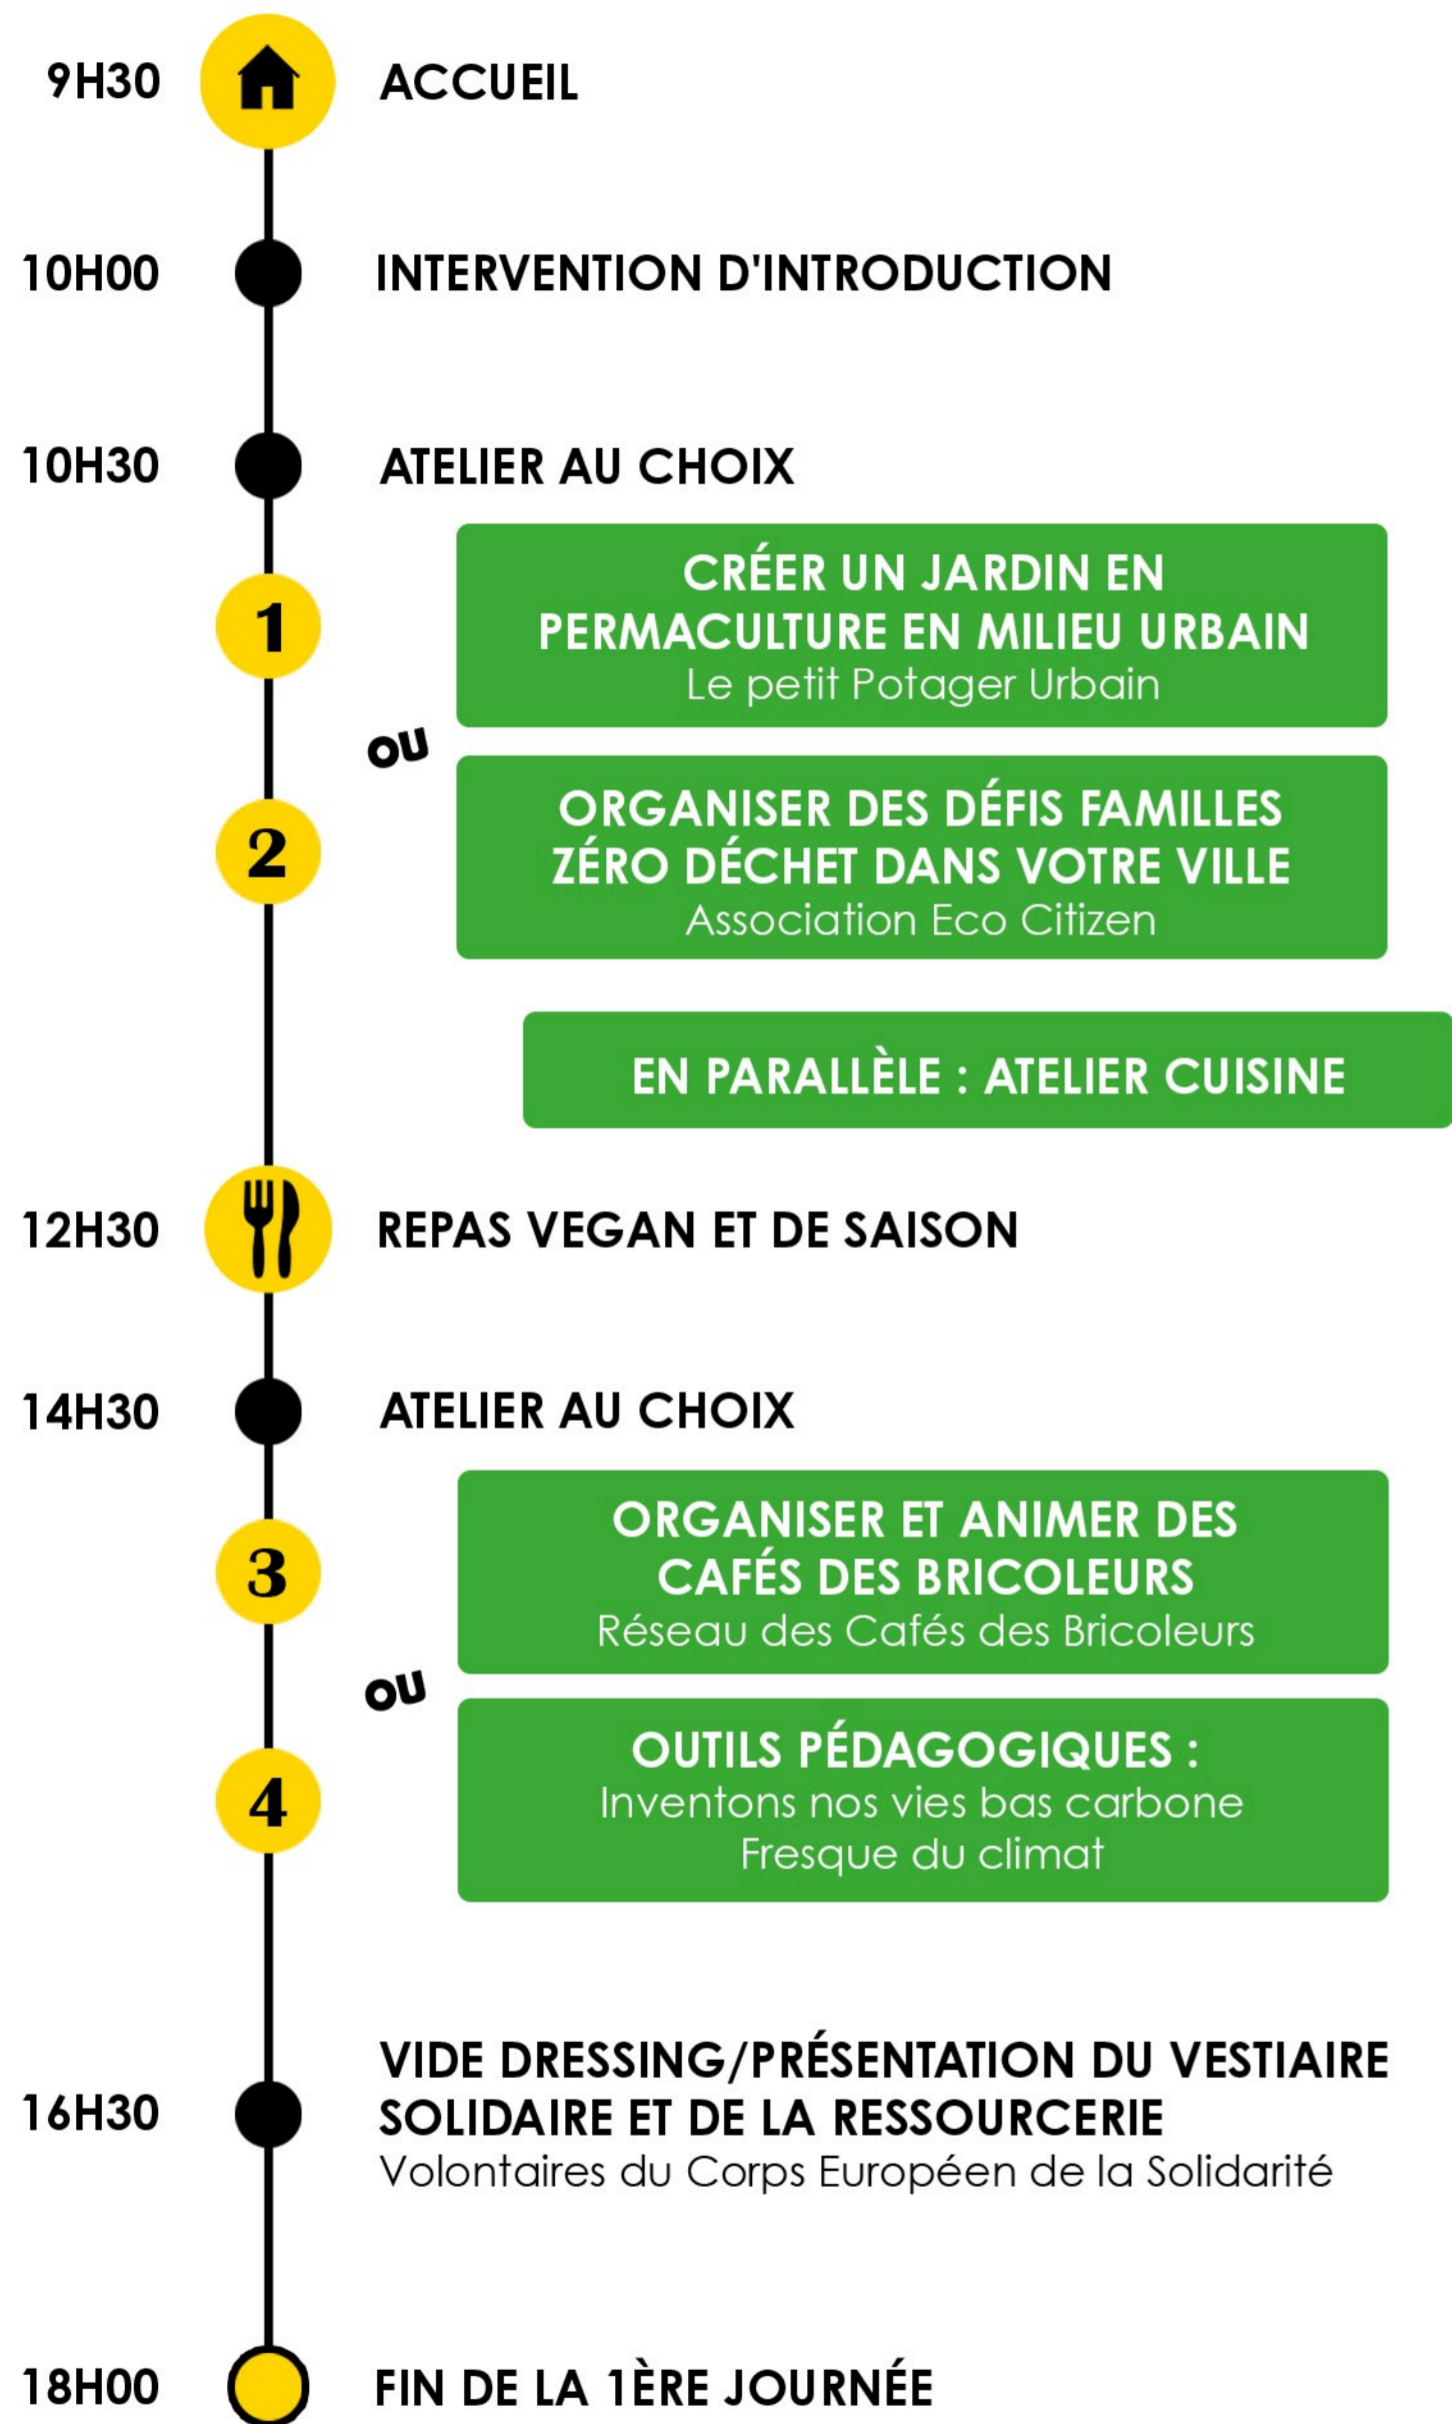 9H30 ACCUEIL
10H00 INTERVENTION D'INTRODUCTION
10H30 ATELIER AU CHOIX
1
CRÉER UN JARDIN EN
PERMACULTURE EN MILIEU URBAIN
Le petit Potager Urbain
OU
2
ORGANISER DES DÉFIS FAMILLES
ZÉRO DÉCHET DANS VOTRE VILLE
Association Eco Citizen
EN PARALLÈLE : ATELIER CUISINE
12H30 REPAS VEGAN ET DE SAISON
14H30 ATELIER AU CHOIX
3
ORGANISER ET ANIMER DES
CAFÉS DES BRICOLEURS
Réseau des Cafés des Bricoleurs
OU
4
OUTILS PÉDAGOGIQUES :
Inventons nos vies bas carbone
Fresque du climat
16H30
VIDE DRESSING/PRÉSENTATION DU VESTIAIRE
SOLIDAIRE ET DE LA RESSOURCERIE
Volontaires du Corps Européen de la Solidarité
18H00 FIN DE LA 1ÈRE JOURNÉE